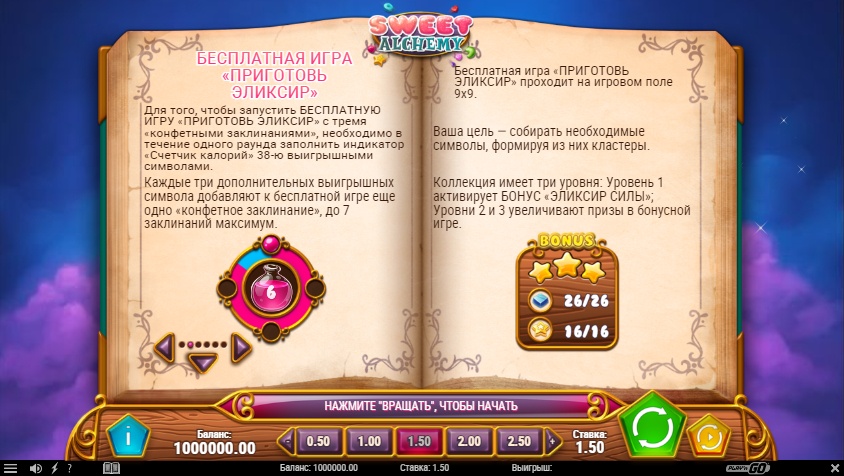 SWEET
ALCHEMY
БЕСПЛАТНАЯ ИГРА
«ПРИГОТОВЬ
ЭЛИКСИР»
Для того, чтобы запустить БЕСПЛАТНУЮ
ИГРУ «ПРИГОТОВЬ ЭЛИКСИР» с тремя
«конфетными заклинаниями», необходимо в
течение одного раунда заполнить индикатор
«Счетчик калорий» 38-ю выигрышными
символами.
Каждые три дополнительных выигрышных
символа добавляют к бесплатной игре еще
одно «конфетное заклинание», до 7
заклинаний максимум.
6
Бесплатная игра «ПРИГОТОВЬ
ЭЛИКСИР» проходит на игровом поле
9x9.
Ваша цель — собирать необходимые
символы, формируя из них кластеры.
Коллекция имеет три уровня: Уровень 1
активирует БОНУС «ЭЛИКСИР СИЛЫ»;
Уровни 2 и 3 увеличивают призы в бонусной
игре.
BONUS
26/26
16/16
НАЖМИТЕ "ВРАЩАТЬ", ЧТОБЫ НАЧАТЬ
i
Баланс:
1000000.00
- 0.50 1.00 1.50 2.00 2.50 +
Ставка:
1.50
? Баланс: 1000000.00 Ставка: 1.50 Выигрыш: PLAY'n GO